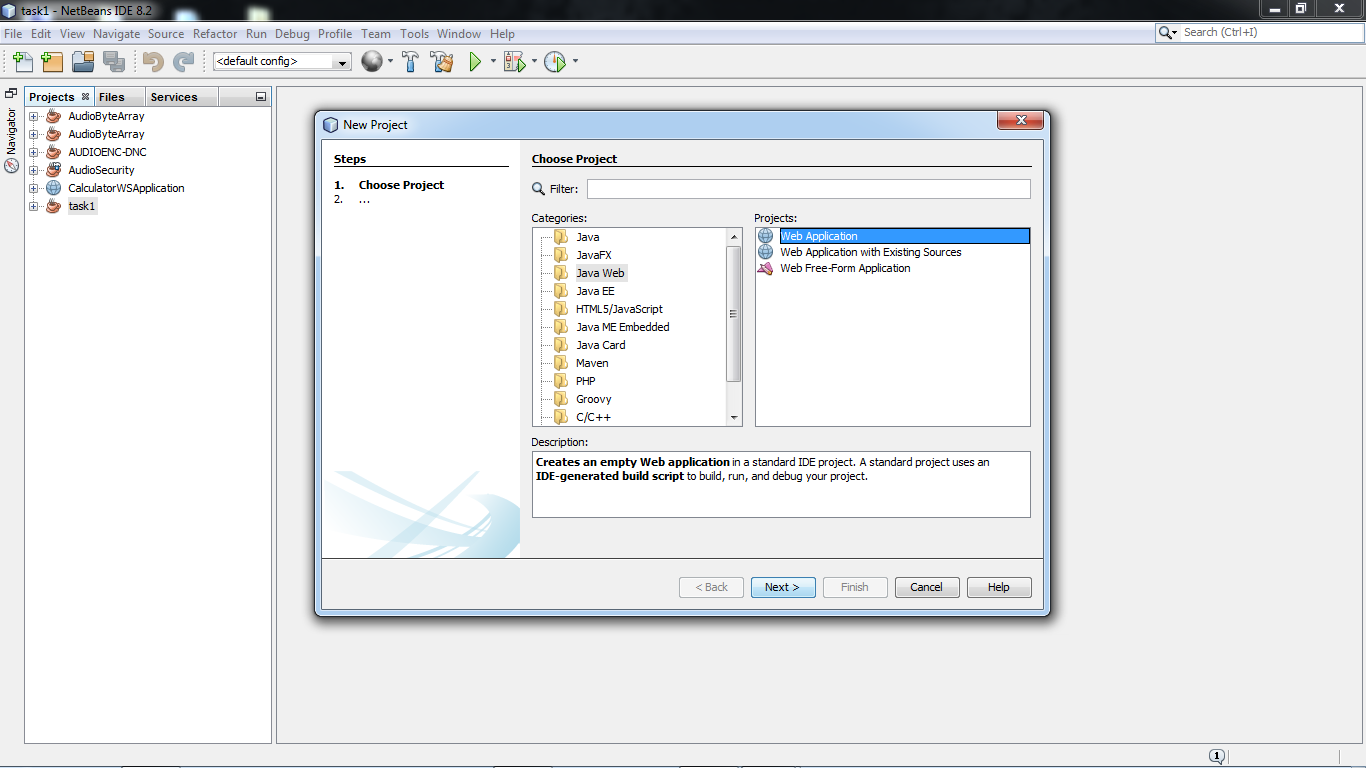 task1 - NetBeans IDE 8.2
File Edit View Navigate Source Refactor Run Debug Profile Team Tools Window Help
Search (Ctrl+I)
<default config>
Projects Files Services
Navigator
AudioByteArray
AudioByteArray
AUDIOENC-DNC
AudioSecurity
CalculatorWSApplication
task1
New Project
Steps
1. Choose Project
2. ...
Choose Project
Filter:
Categories:
Java
JavaFX
Java Web
Java EE
HTML5/JavaScript
Java ME Embedded
Java Card
Maven
PHP
Groovy
C/C++
Projects:
Web Application
Web Application with Existing Sources
Web Free-Form Application
Description:
Creates an empty Web application in a standard IDE project. A standard project uses an
IDE-generated build script to build, run, and debug your project.
< Back Next > Finish Cancel Help
1